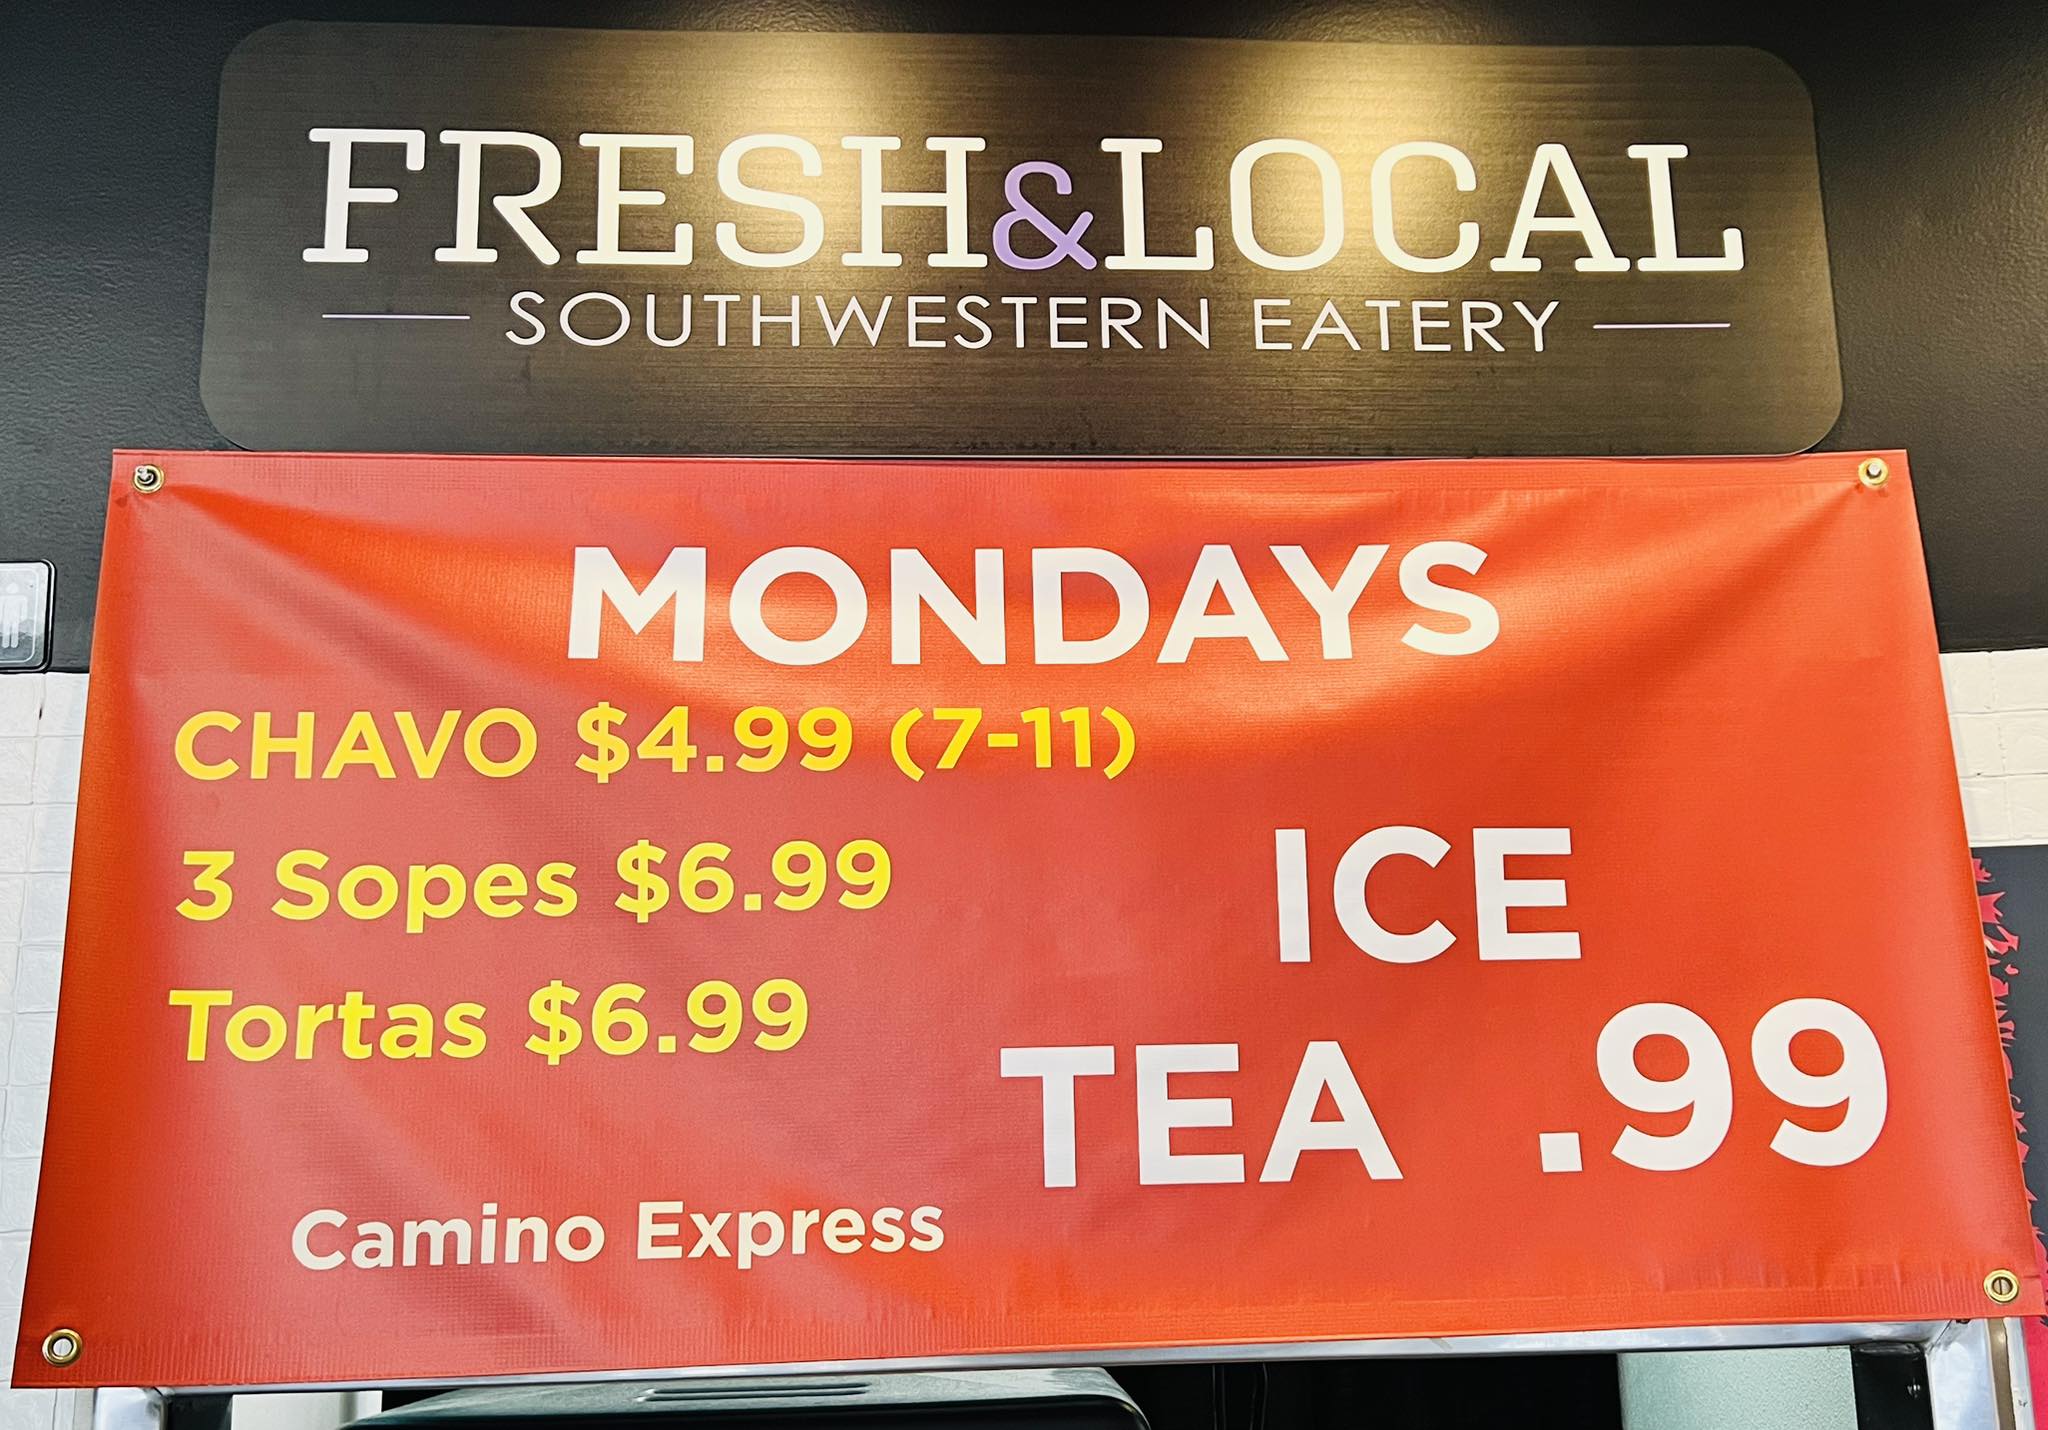 FRESH&LOCAL
SOUTHWESTERN EATERY
MONDAYS
CHAVO $4.99 (7-11)
3 Sopes $6.99
Tortas $6.99
ICE
TEA .99
Camino Express